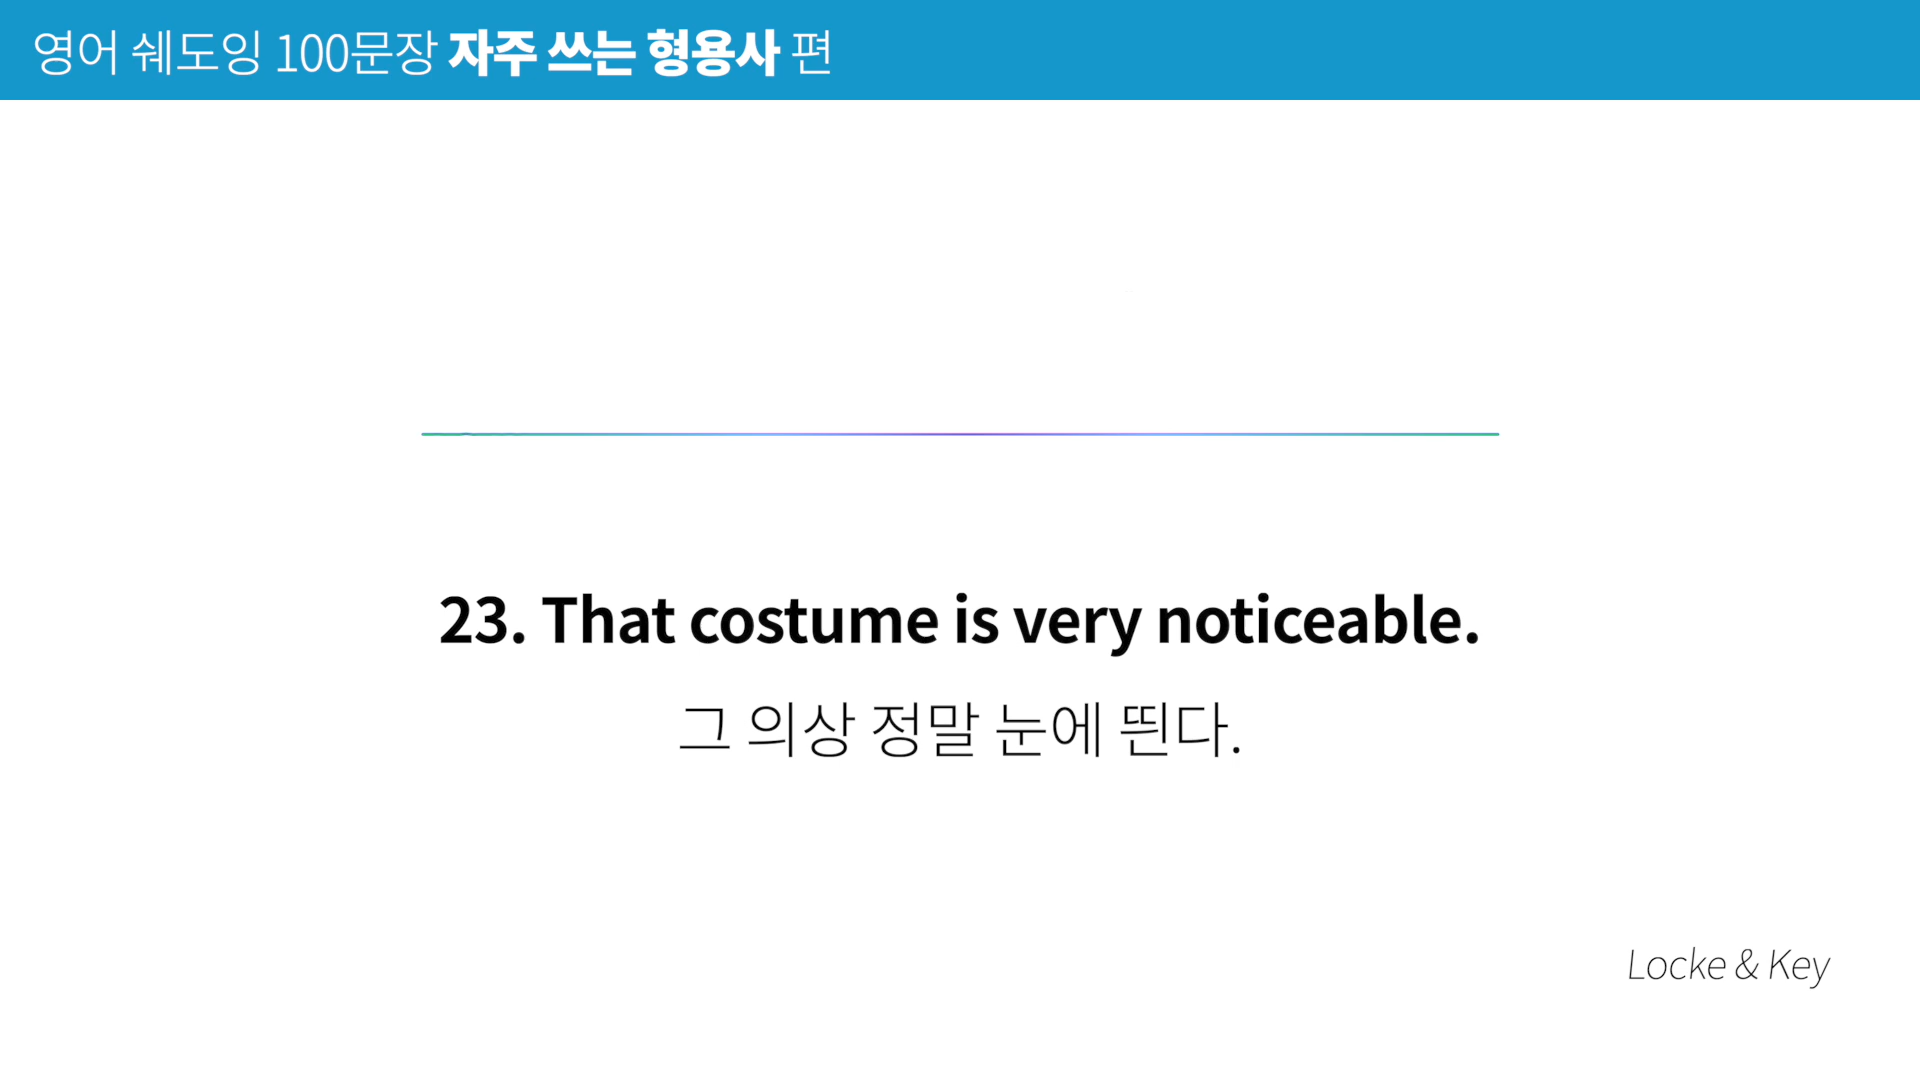 영어 쉐도잉 100문장 자주 쓰는 형용사 편
23. That costume is very noticeable.
그 의상 정말 눈에 띈다.
Locke & Key